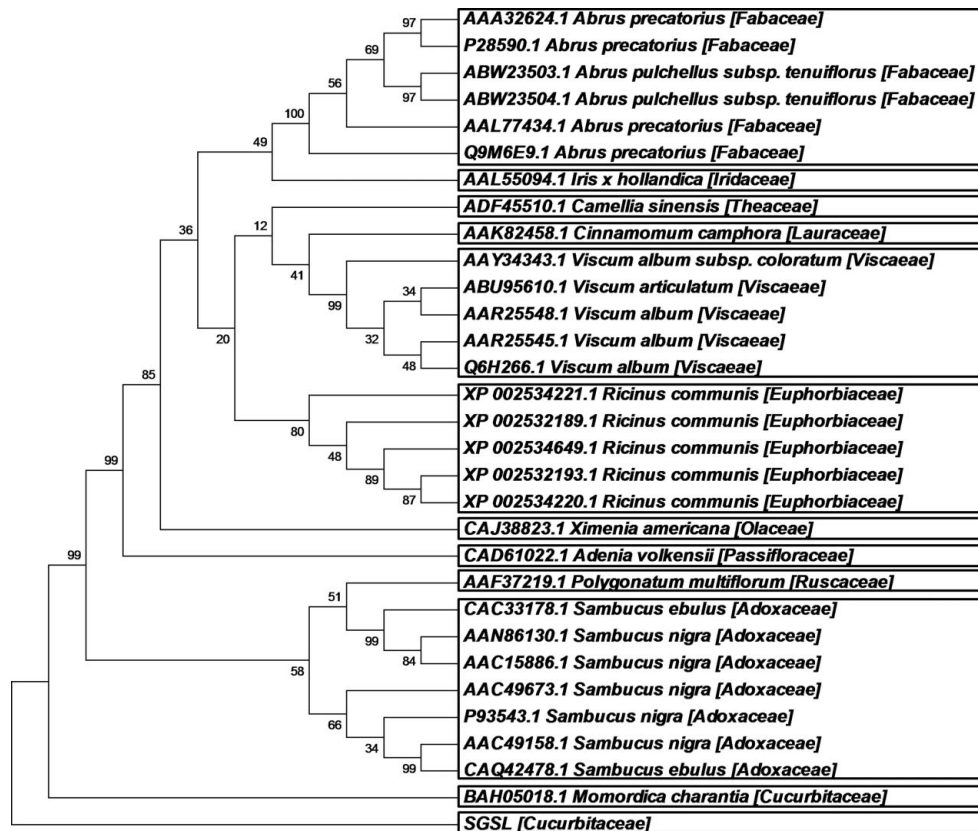 AAA32624.1 Abrus precatorius [Fabaceae]
97
P28590.1 Abrus precatorius [Fabaceae]
69
ABW23503.1 Abrus pulchellus subsp. tenuiflorus [Fabaceae]
56
97
ABW23504.1 Abrus pulchellus subsp. tenuiflorus [Fabaceae]
100
AAL77434.1 Abrus precatorius [Fabaceae]
49
Q9M6E9.1 Abrus precatorius [Fabaceae]
AAL55094.1 Iris x hollandica [Iridaceae]
ADF45510.1 Camellia sinensis [Theaceae]
36
12
AAK82458.1 Cinnamomum camphora [Lauraceae]
41
AAY34343.1 Viscum album subsp. coloratum [Viscaeae]
99
34
ABU95610.1 Viscum articulatum [Viscaeae]
AAR25548.1 Viscum album [Viscaeae]
20
32
AAR25545.1 Viscum album [Viscaeae]
48
Q6H266.1 Viscum album [Viscaeae]
85
XP 002534221.1 Ricinus communis [Euphorbiaceae]
80
XP 002532189.1 Ricinus communis [Euphorbiaceae]
48
XP 002534649.1 Ricinus communis [Euphorbiaceae]
99
89
XP 002532193.1 Ricinus communis [Euphorbiaceae]
87
XP 002534220.1 Ricinus communis [Euphorbiaceae]
CAJ38823.1 Ximenia americana [Olaceae]
99
CAD61022.1 Adenia volkensii [Passifloraceae]
AAF37219.1 Polygonatum multiflorum [Ruscaceae]
51
CAC33178.1 Sambucus ebulus [Adoxaceae]
99
AAN86130.1 Sambucus nigra [Adoxaceae]
84
58
AAC15886.1 Sambucus nigra [Adoxaceae]
AAC49673.1 Sambucus nigra [Adoxaceae]
66
P93543.1 Sambucus nigra [Adoxaceae]
34
AAC49158.1 Sambucus nigra [Adoxaceae]
99
CAQ42478.1 Sambucus ebulus [Adoxaceae]
BAH05018.1 Momordica charantia [Cucurbitaceae]
SGSL [Cucurbitaceae]